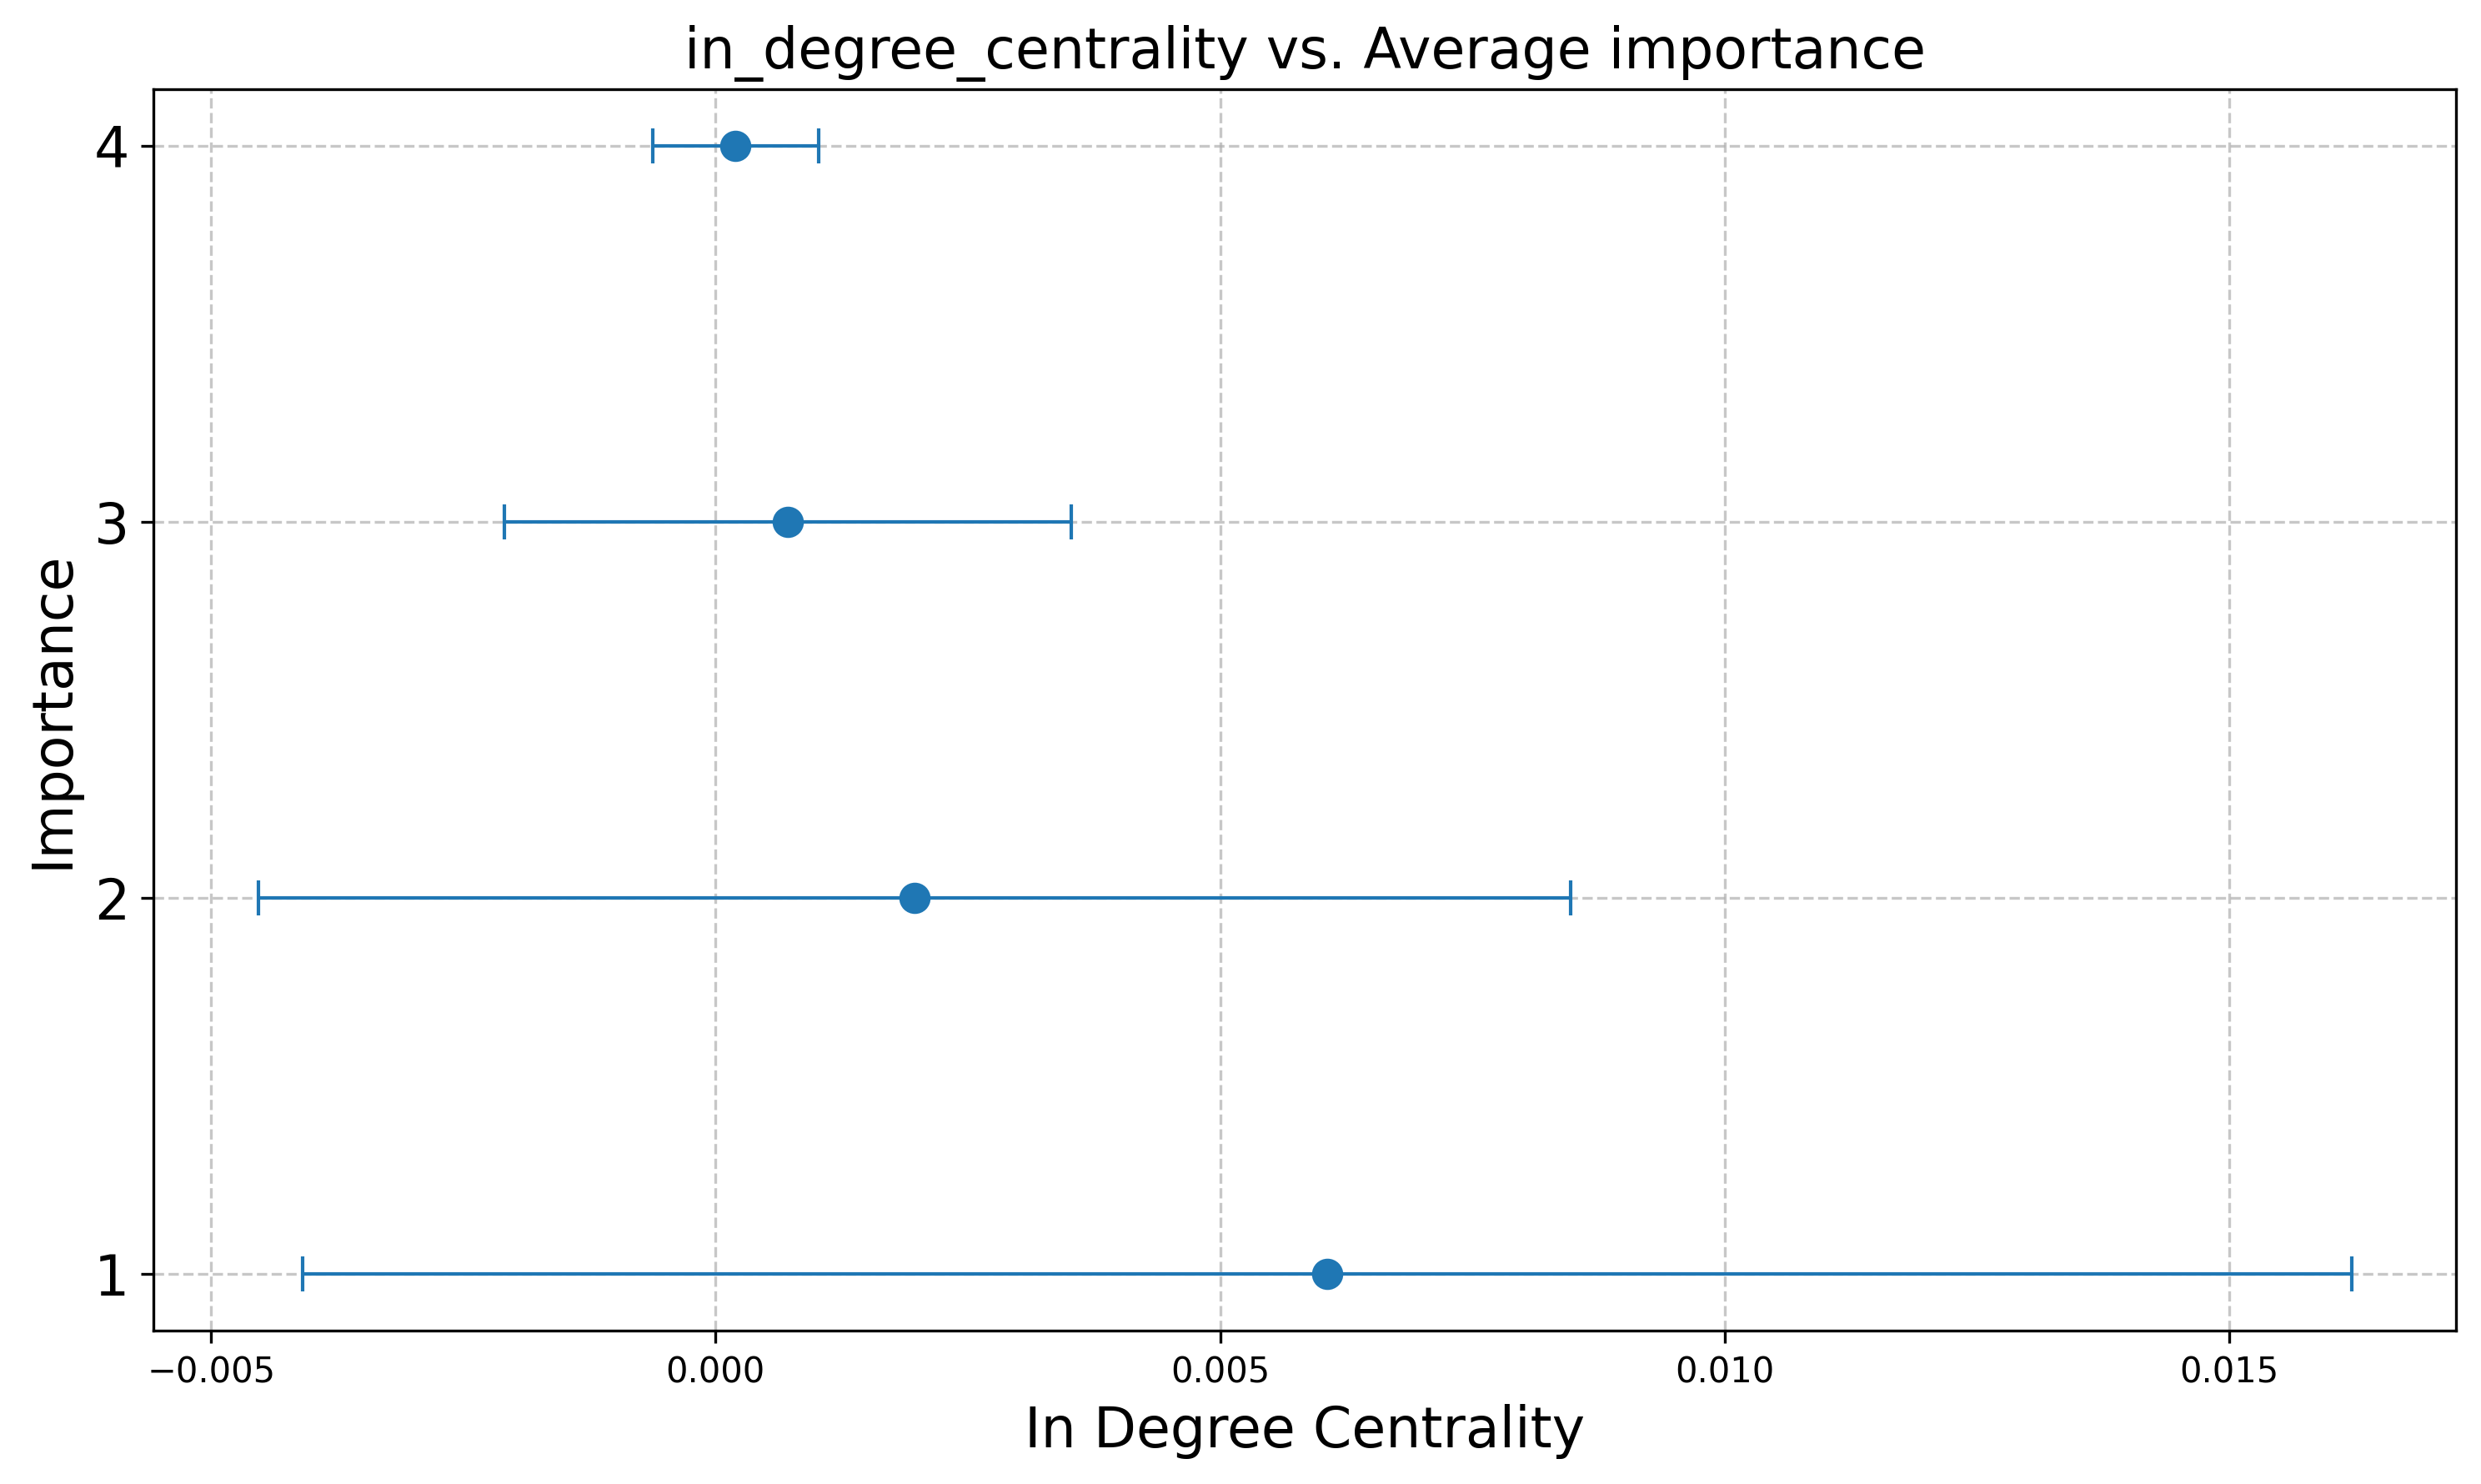 in_degree_centrality vs. Average importance
4
3
2
1
Importance
−0.005 0.000 0.005 0.010 0.015
In Degree Centrality